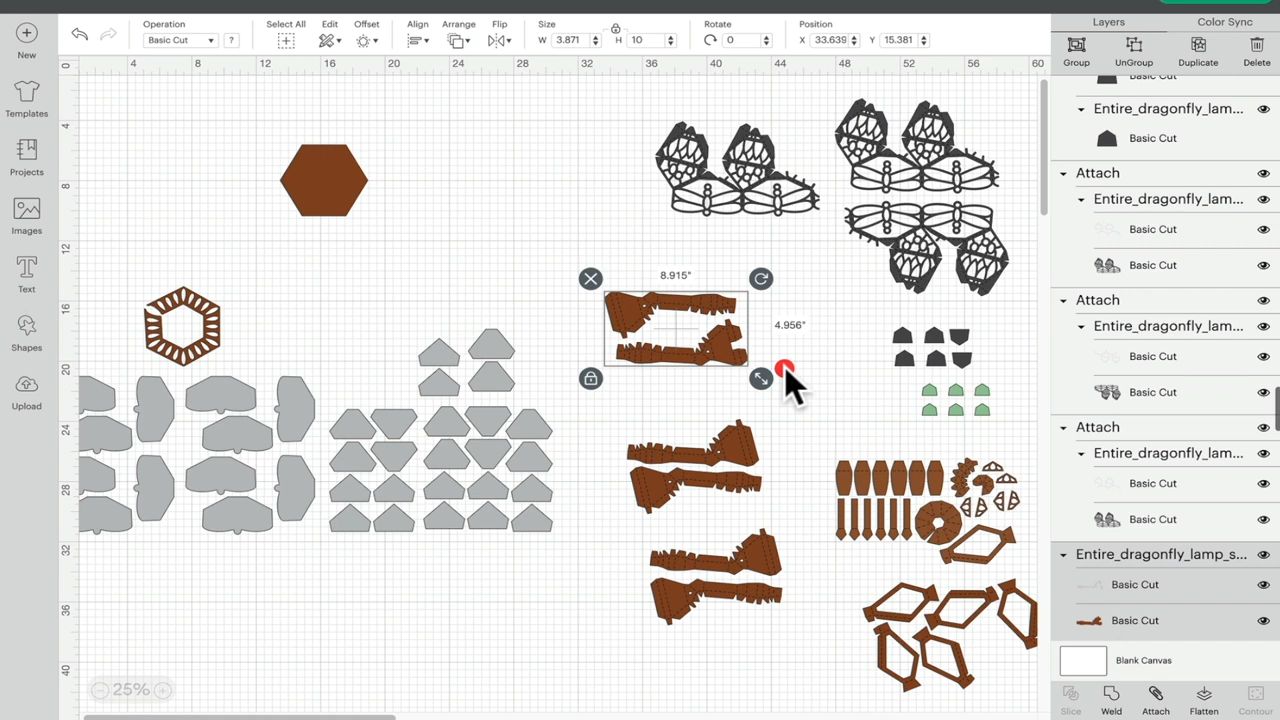 Operation
Basic Cut
?
Select All
Edit
Offset
Align
Arrange
Flip
Size
W 3.871
H 10
Rotate
0
Position
X 33.639
Y 15.381
Layers
Color Sync
New
Templates
Projects
Images
Text
Shapes
Upload
Group
UnGroup
Duplicate
Delete
0 4 8 12 16 20 24 28 32 36 40 44 48 52 56 60
4
8
12
16
20
24
28
32
36
40
8.915"
4.956"
25%
Basic Cut
Entire_dragonfly_lam...
Basic Cut
Attach
Entire_dragonfly_lam...
Basic Cut
Basic Cut
Attach
Entire_dragonfly_lam...
Basic Cut
Basic Cut
Attach
Entire_dragonfly_lam...
Basic Cut
Basic Cut
Entire_dragonfly_lamp_s...
Basic Cut
Basic Cut
Blank Canvas
Slice
Weld
Attach
Flatten
Contour